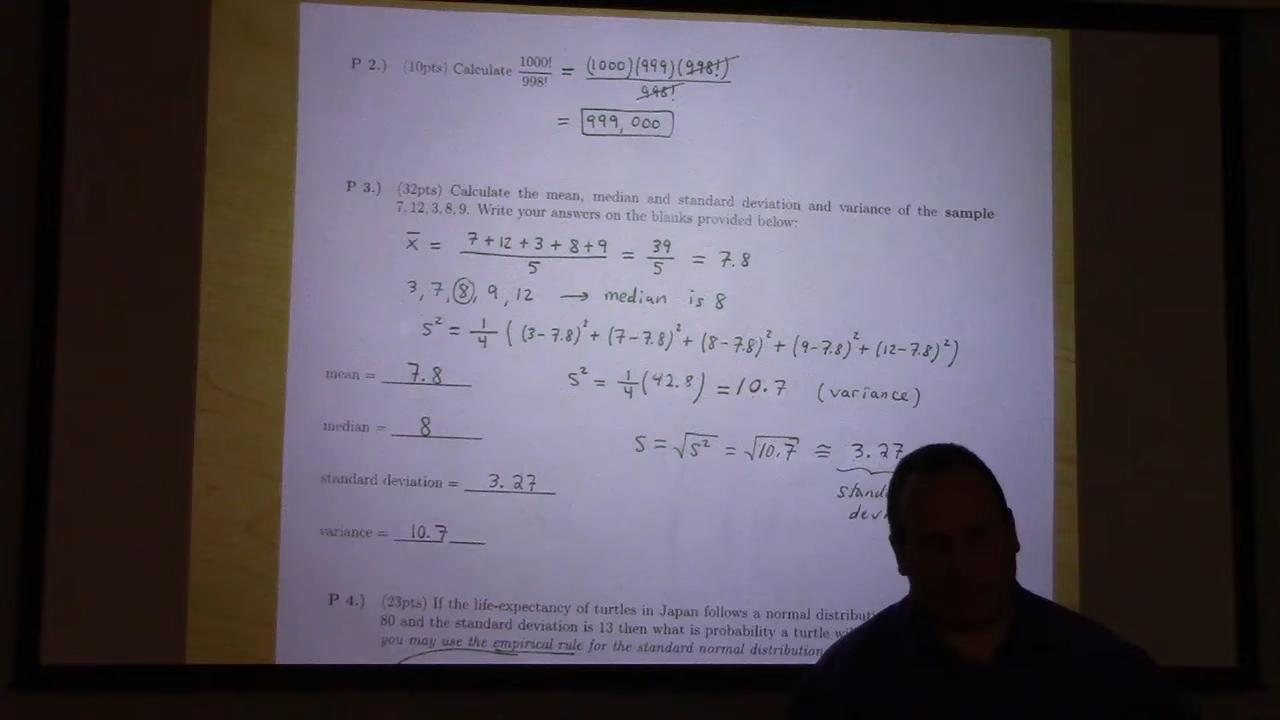 P 2.) (10pts) Calculate 1000!/998! = (1000)(999)(998!)/998!
= 999,000
P 3.) (32pts) Calculate the mean, median and standard deviation and variance of the sample
7, 12, 3, 8, 9. Write your answers on the blanks provided below:
x̄ = (7+12+3+8+9)/5 = 39/5 = 7.8
3, 7, 8, 9, 12 → median is 8
s² = 1/4 ( (3-7.8)² + (7-7.8)² + (8-7.8)² + (9-7.8)² + (12-7.8)² )
mean = 7.8
s² = 1/4 (42.8) = 10.7 (variance)
median = 8
s = √s² = √10.7 ≅ 3.27
standard deviation = 3.27
variance = 10.7
P 4.) (23pts) If the life-expectancy of turtles in Japan follows a normal
80 and the standard deviation is 13 then what is probability a turtle
you may use the empirical rule for the standard normal distribution